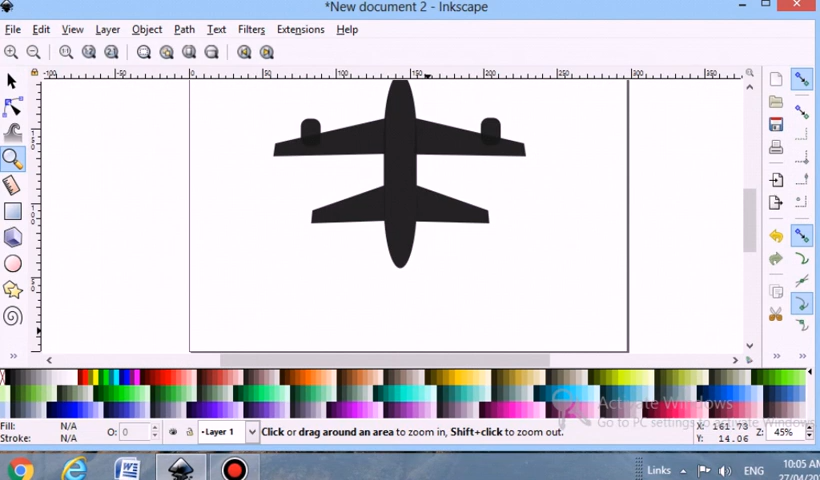 *New document 2 - Inkscape
File Edit View Layer Object Path Text Filters Extensions Help
-100 -50 0 50 100 150 200 250 300 350
Fill: N/A
Stroke: N/A
O: 0
Layer 1
Click or drag around an area to zoom in, Shift+click to zoom out.
X: 161.73
Y: 14.06
Z: 45%
Activate Windows
Go to PC settings to activate Windows
Links
ENG
10:05 AM
27/04/